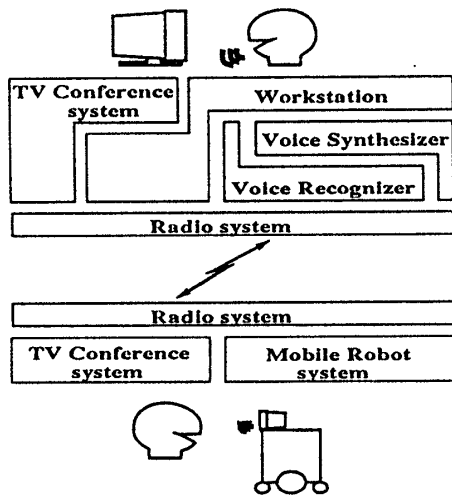 TV Conference
system
Workstation
Voice Synthesizer
Voice Recognizer
Radio system
Radio system
TV Conference
system
Mobile Robot
system